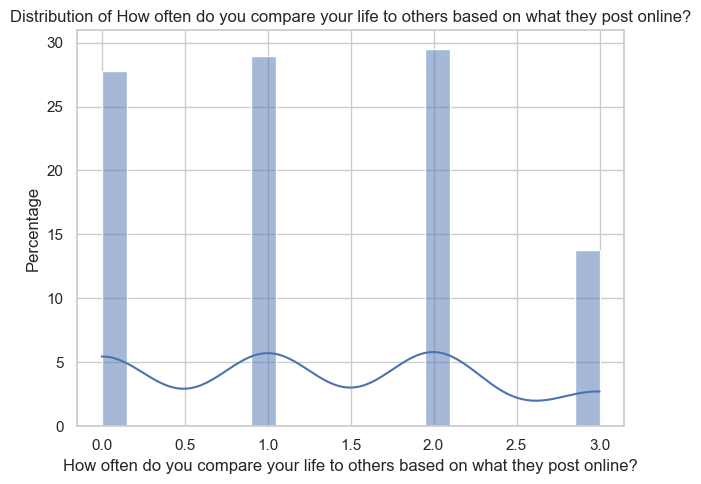 Distribution of How often do you compare your life to others based on what they post online?
30
25
20
15
10
5
0
Percentage
0.0 0.5 1.0 1.5 2.0 2.5 3.0
How often do you compare your life to others based on what they post online?